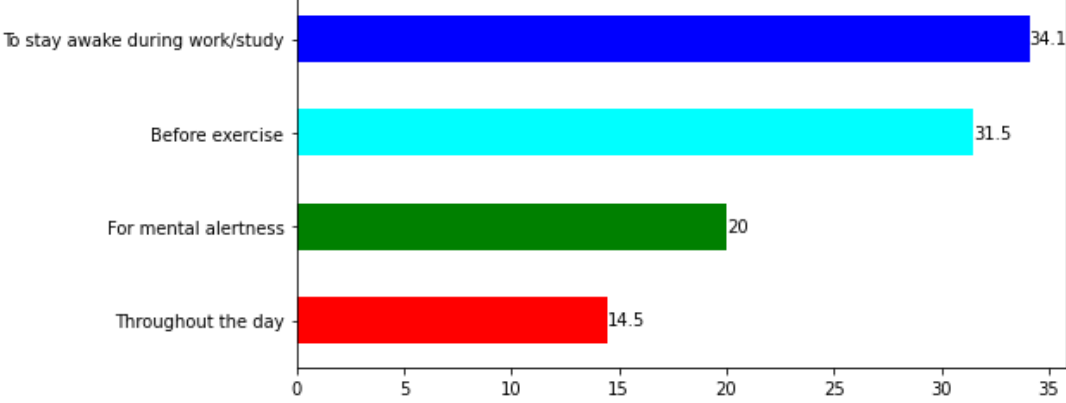 To stay awake during work/study
34.1
Before exercise
31.5
For mental alertness
20
Throughout the day
14.5
0 5 10 15 20 25 30 35